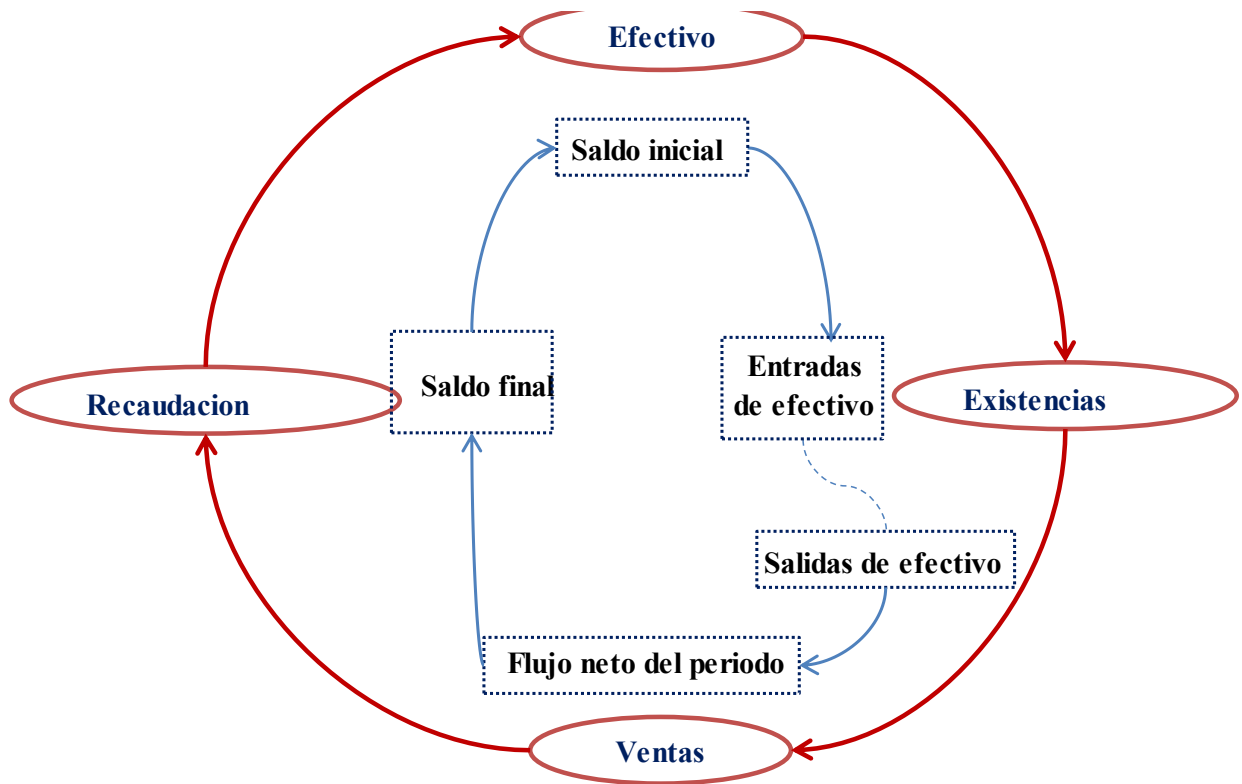 Efectivo
Saldo inicial
Entradas
de efectivo
Existencias
Saldo final
Recaudacion
Salidas de efectivo
Flujo neto del periodo
Ventas